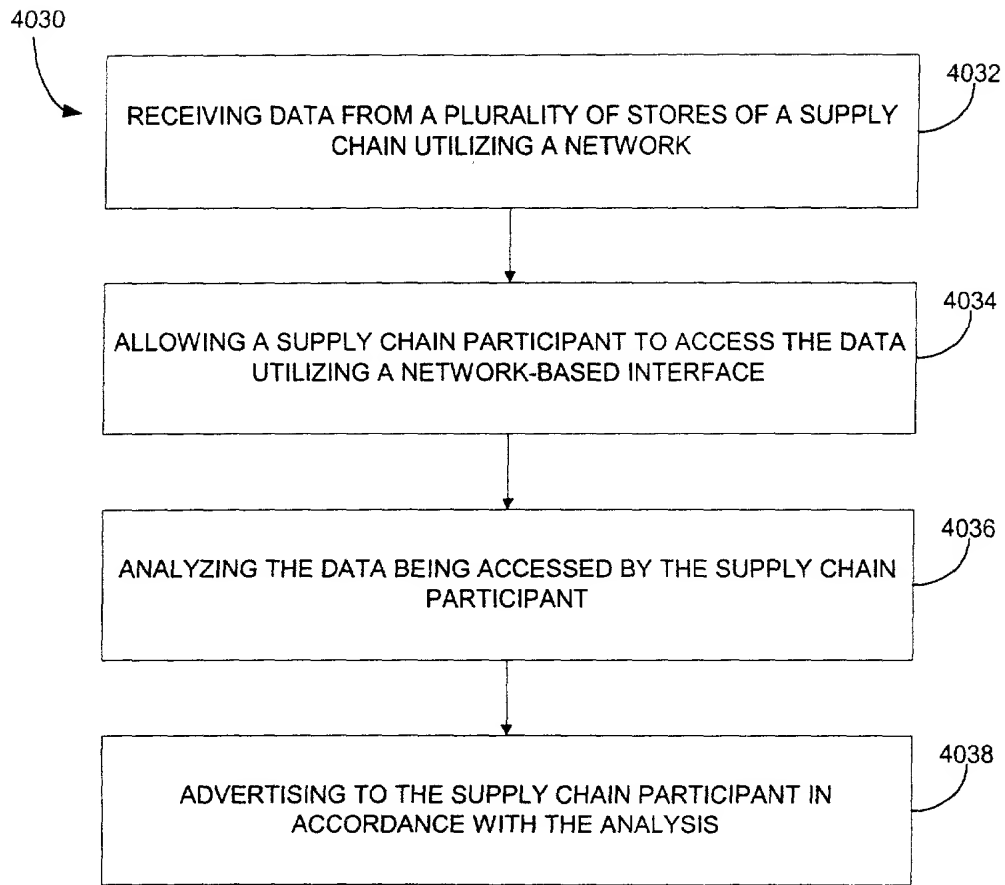 4030
4032
RECEIVING DATA FROM A PLURALITY OF STORES OF A SUPPLY
CHAIN UTILIZING A NETWORK
4034
ALLOWING A SUPPLY CHAIN PARTICIPANT TO ACCESS THE DATA
UTILIZING A NETWORK-BASED INTERFACE
4036
ANALYZING THE DATA BEING ACCESSED BY THE SUPPLY CHAIN
PARTICIPANT
4038
ADVERTISING TO THE SUPPLY CHAIN PARTICIPANT IN
ACCORDANCE WITH THE ANALYSIS